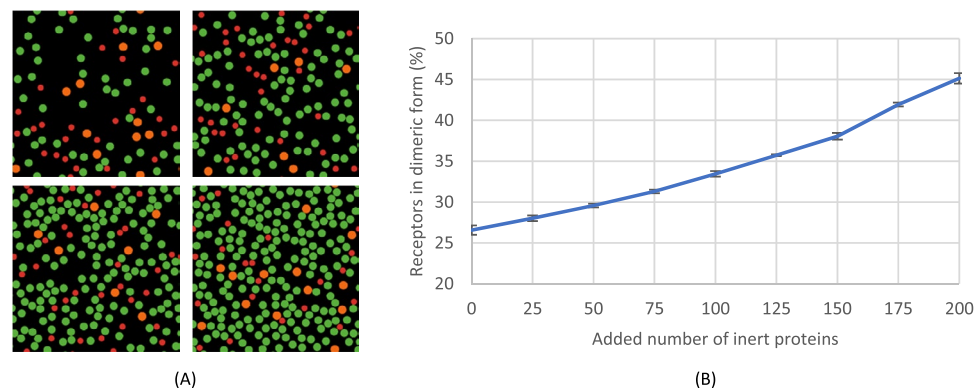 Receptors in dimeric form (%)
50
45
40
35
30
25
20
0 25 50 75 100 125 150 175 200
Added number of inert proteins
(A) (B)